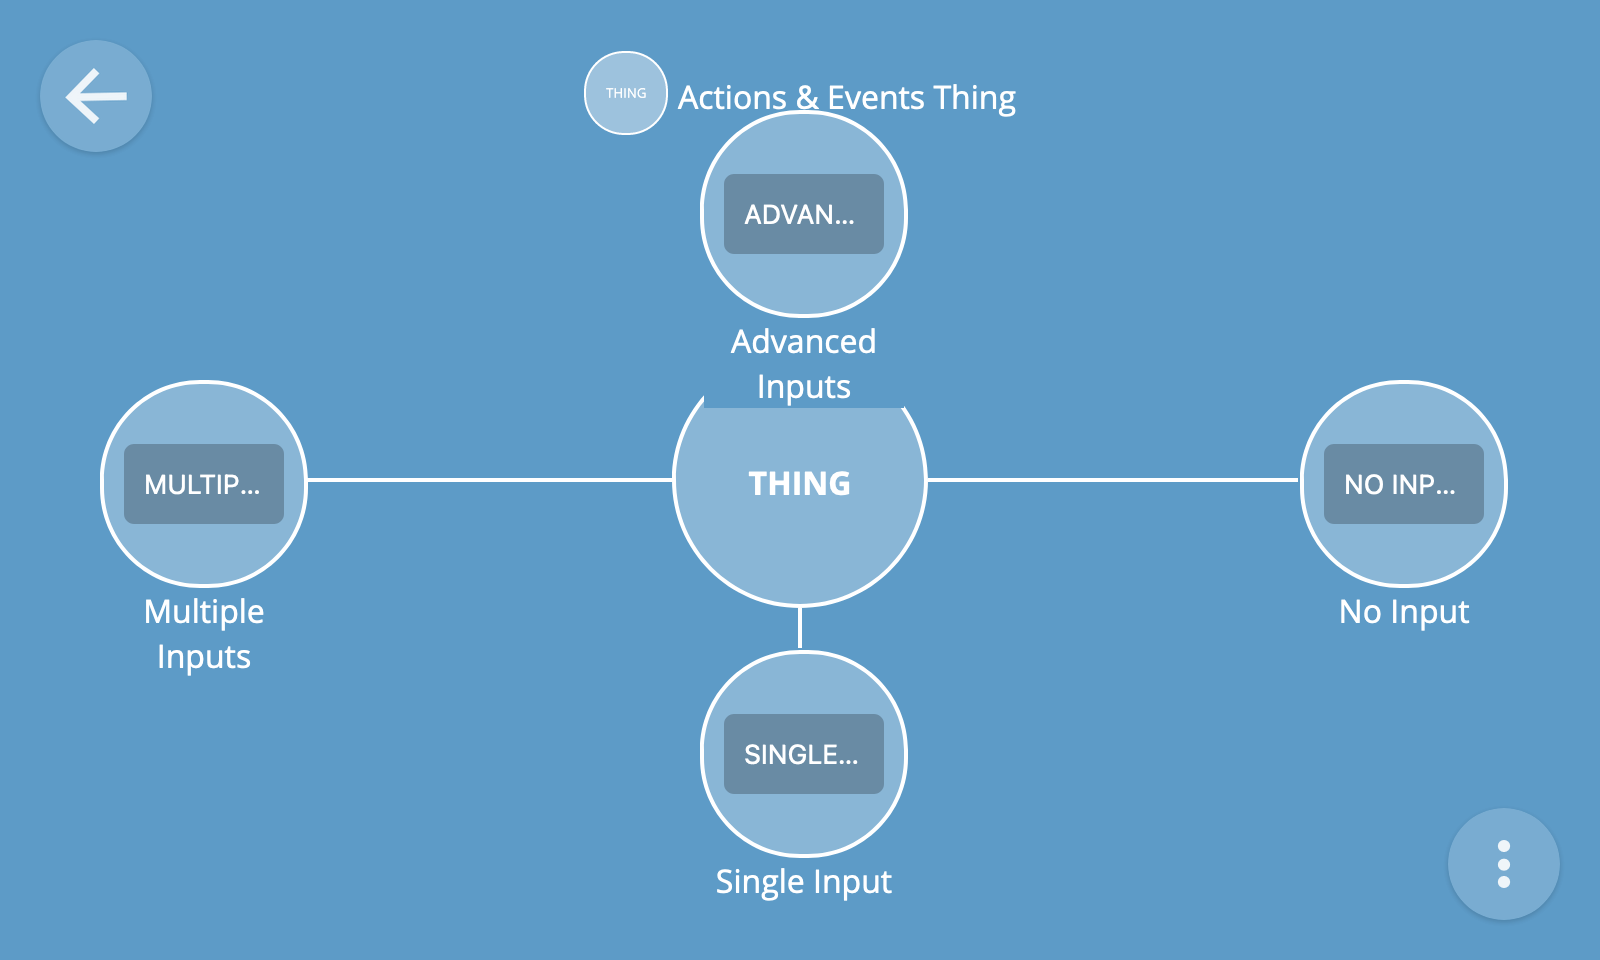 THING
Actions & Events Thing
ADVAN...
Advanced
Inputs
MULTIP...
Multiple
Inputs
THING
NO INP...
No Input
SINGLE...
Single Input